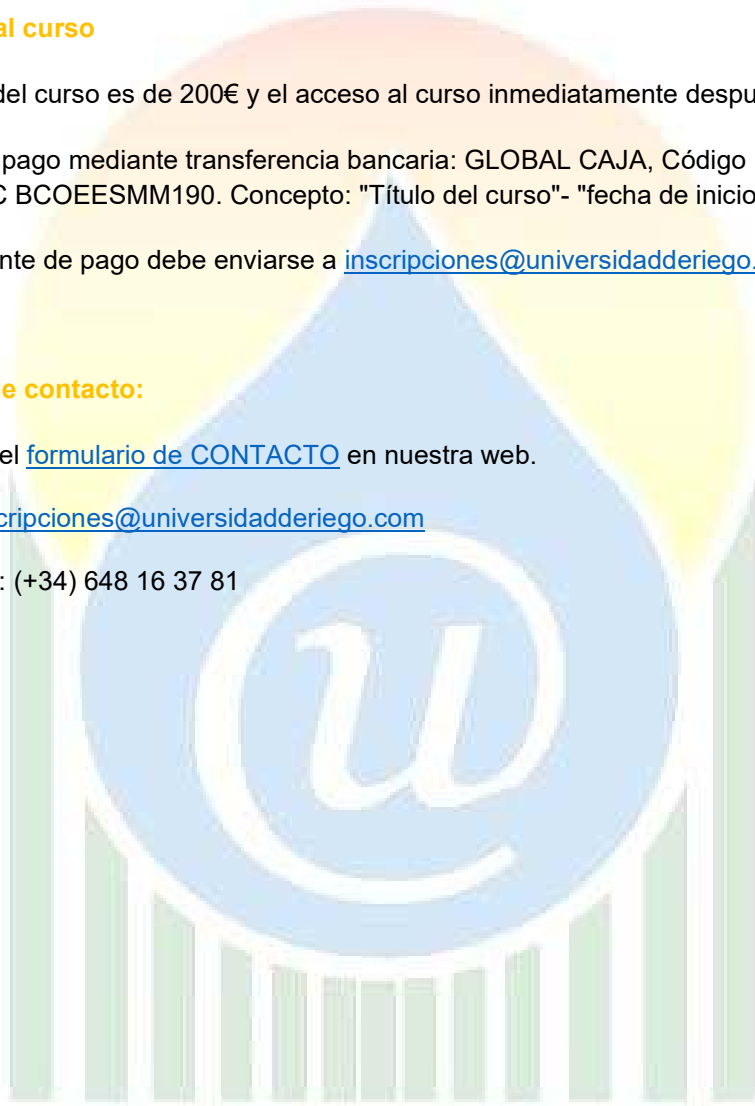 al curso
del curso es de 200€ y el acceso al curso inmediatamente
pago mediante transferencia bancaria: GLOBAL CAJA, Código
BCOEESMM190. Concepto: "Título del curso"- "fecha de inicio
de pago debe enviarse a inscripciones@universidadderiego.
contacto:
el formulario de CONTACTO en nuestra web.
cripciones@universidadderiego.com
: (+34) 648 16 37 81
@u